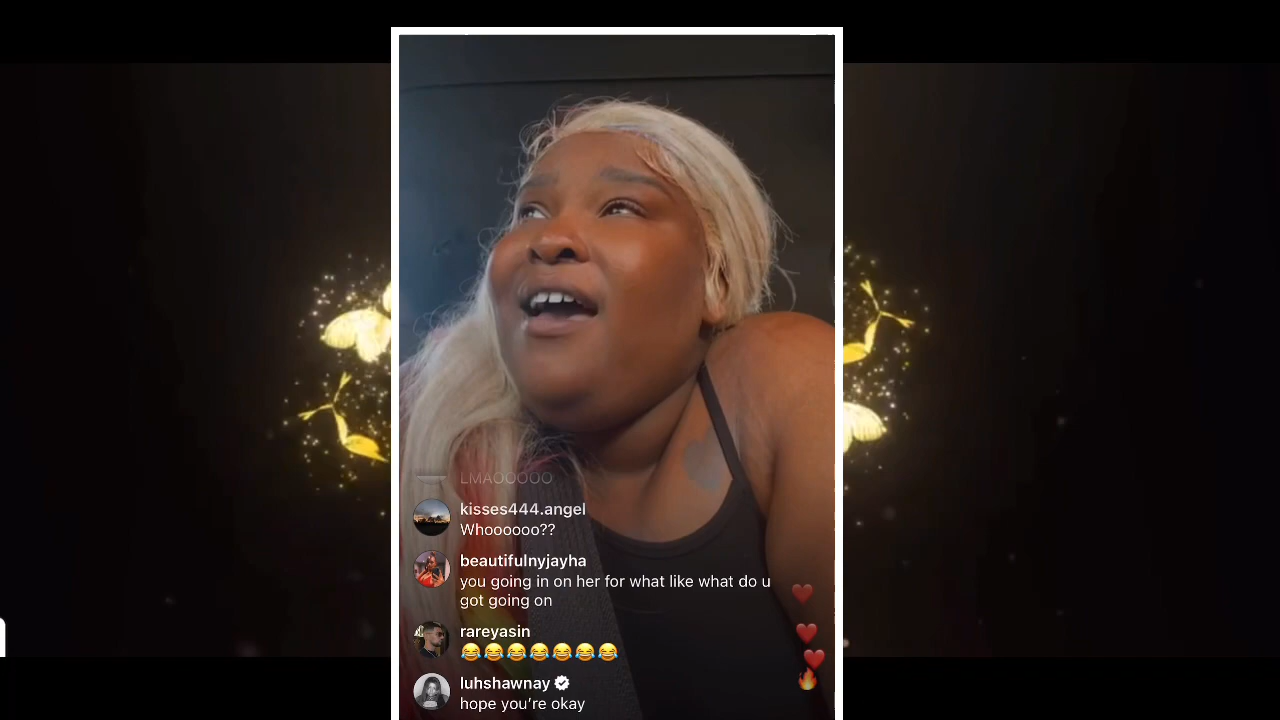 LMAOOOOO
kisses444.angel
Whoooooo??
beautifulnyjayha
you going in on her for what like what do u
got going on
rareyasin
😂😂😂😂😂😂😂
luhshawnay
hope you’re okay